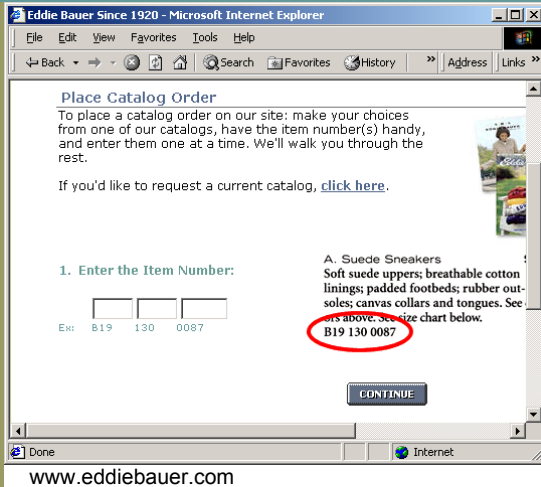 Eddie Bauer Since 1920 - Microsoft Internet Explorer
File Edit View Favorites Tools Help
Back Search Favorites History » Address Links »
Place Catalog Order
To place a catalog order on our site: make your choices
from one of our catalogs, have the item number(s) handy,
and enter them one at a time. We'll walk you through the
rest.
If you'd like to request a current catalog, click here.
1. Enter the Item Number:
Ex: B19 130 0087
A. Suede Sneakers
Soft suede uppers; breathable cotton
linings; padded footbeds; rubber out-
soles; canvas collars and tongues. See
ors above. See size chart below.
B19 130 0087
CONTINUE
Done Internet
www.eddiebauer.com